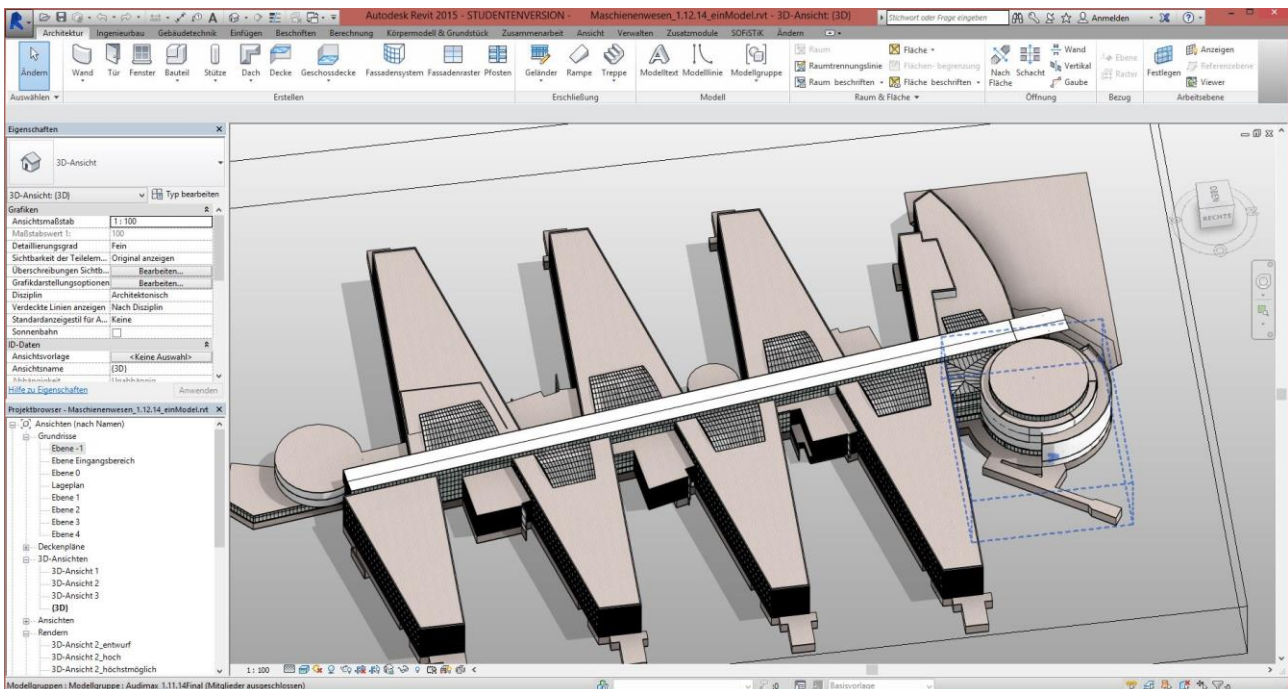 Autodesk Revit 2015 - STUDENTENVERSION - Maschienenwesen_1.12.14_einModel.rvt - 3D-Ansicht: {3D}
Stichwort oder Frage eingeben
Anmelden
Architektur Ingenieurbau Gebäudetechnik Einfügen Beschriften Berechnung Körpermodell & Grundstück Zusammenarbeit Ansicht Verwalten Zusatzmodule SOFiSTiK Ändern
Ändern Wand Tür Fenster Bauteil Stütze Dach Decke Geschossdecke Fassadensystem Fassadenraster Pfosten Geländer Rampe Treppe Modelltext Modelllinie Modellgruppe
Raum
Raumtrennungslinie
Raum beschriften
Fläche
Flächen- begrenzung
Fläche beschriften
Nach Fläche
Schacht
Wand
Vertikal
Gaube
Ebene
Raster
Festlegen
Anzeigen
Referenzebene
Viewer
Auswählen Erstellen Erschließung Modell Raum & Fläche Öffnung Bezug Arbeitsebene
Eigenschaften
3D-Ansicht
3D-Ansicht: {3D} Typ bearbeiten
Grafiken
Ansichtsmaßstab 1 : 100
Maßstabswert 1: 100
Detaillierungsgrad Fein
Sichtbarkeit der Teilelem... Original anzeigen
Überschreibungen Sichtb... Bearbeiten...
Grafikdarstellungsoptionen Bearbeiten...
Disziplin Architektonisch
Verdeckte Linien anzeigen Nach Disziplin
Standardanzeigestil für A... Keine
Sonnenbahn
ID-Daten
Ansichtsvorlage <Keine Auswahl>
Ansichtsname {3D}
Abhängigkeit Unabhängig
Hilfe zu Eigenschaften Anwenden
Projektbrowser - Maschienenwesen_1.12.14_einModel.rvt
Ansichten (nach Namen)
Grundrisse
Ebene -1
Ebene Eingangsbereich
Ebene 0
Lageplan
Ebene 1
Ebene 2
Ebene 3
Ebene 4
Deckenpläne
3D-Ansichten
3D-Ansicht 1
3D-Ansicht 2
3D-Ansicht 3
{3D}
Ansichten
Rendern
3D-Ansicht 2_entwurf
3D-Ansicht 2_hoch
3D-Ansicht 2_höchstmöglich
OBEN
RECHTS
1 : 100
Modellgruppen : Modellgruppe : Audimax 1.11.14Final (Mitglieder ausgeschlossen)
:0
Basisvorlage